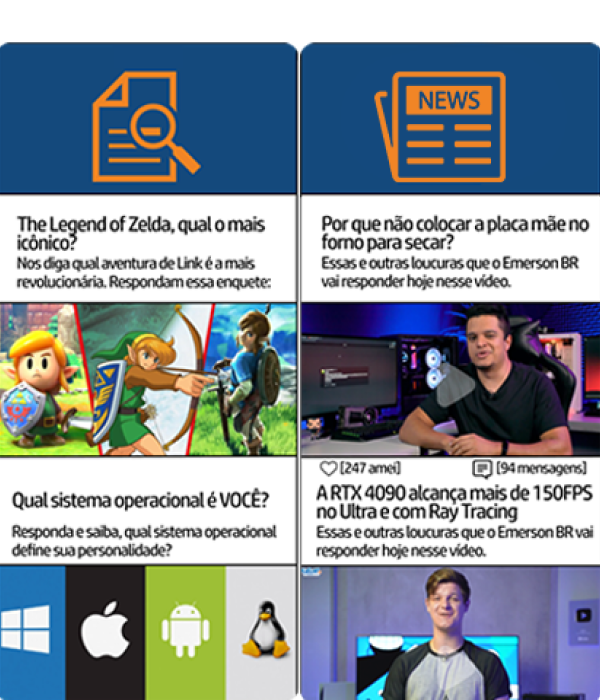 The Legend of Zelda, qual o mais
icônico?
Nos diga qual aventura de Link é a mais
revolucionária. Respondam essa enquete:
Qual sistema operacional é VOCÊ?
Responda e saiba, qual sistema operacional
define sua personalidade?
NEWS
Por que não colocar a placa mãe no
forno para secar?
Essas e outras loucuras que o Emerson BR
vai responder hoje nesse vídeo.
[247 amei] [94 mensagens]
A RTX 4090 alcança mais de 150FPS
no Ultra e com Ray Tracing
Essas e outras loucuras que o Emerson BR vai
responder hoje nesse vídeo.